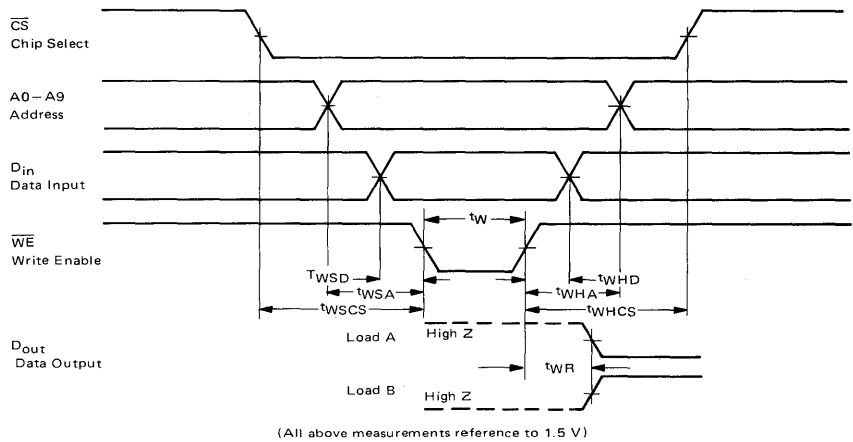 CS
Chip Select
A0–A9
Address
Din
Data Input
tW
WE
Write Enable
TWSD
tWHD
tWSA
tWHA
tWSCS
tWHCS
Dout
Data Output
Load A
High Z
tWR
Load B
High Z
(All above measurements reference to 1.5 V)